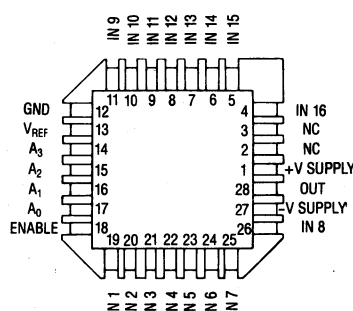 IN 9
IN 10
IN 11
IN 12
IN 13
IN 14
IN 15
11 10 9 8 7 6 5
GND 12
VREF 13
A3 14
A2 15
A1 16
A0 17
ENABLE 18
4 IN 16
3 NC
2 NC
1 +V SUPPLY
28 OUT
27 -V SUPPLY
26 IN 8
19 20 21 22 23 24 25
IN 1
IN 2
IN 3
IN 4
IN 5
IN 6
IN 7